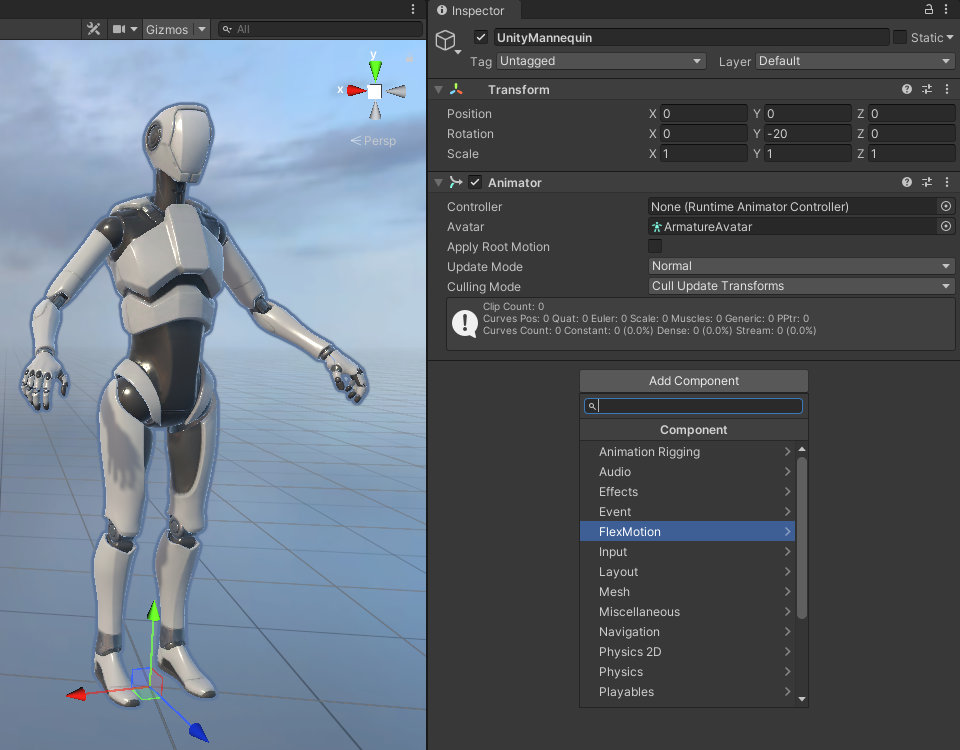 Inspector
Gizmos
All
UnityMannequin
Static
Tag Untagged
Layer Default
y
x
Persp
Transform
Position X 0 Y 0 Z 0
Rotation X 0 Y -20 Z 0
Scale X 1 Y 1 Z 1
Animator
Controller None (Runtime Animator Controller)
Avatar ArmatureAvatar
Apply Root Motion
Update Mode Normal
Culling Mode Cull Update Transforms
Clip Count: 0
Curves Pos: 0 Quat: 0 Euler: 0 Scale: 0 Muscles: 0 Generic: 0 PPtr: 0
Curves Count: 0 Constant: 0 (0.0%) Dense: 0 (0.0%) Stream: 0 (0.0%)
Add Component
Component
Animation Rigging
Audio
Effects
Event
FlexMotion
Input
Layout
Mesh
Miscellaneous
Navigation
Physics 2D
Physics
Playables